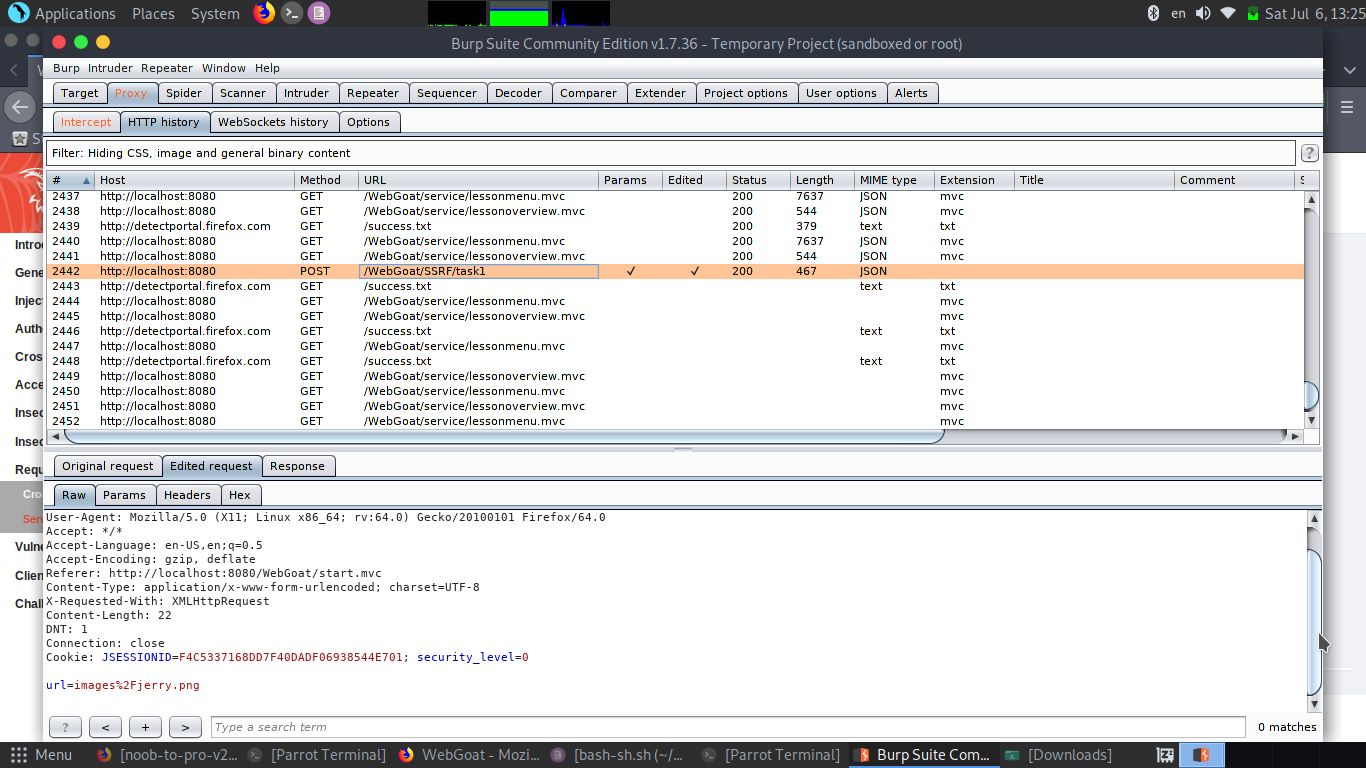 Applications Places System en Sat Jul 6, 13:25
Burp Suite Community Edition v1.7.36 - Temporary Project (sandboxed or root)
Burp Intruder Repeater Window Help
Target Proxy Spider Scanner Intruder Repeater Sequencer Decoder Comparer Extender Project options User options Alerts
Intercept HTTP history WebSockets history Options
Filter: Hiding CSS, image and general binary content ?
# Host Method URL Params Edited Status Length MIME type Extension Title Comment S
2437 http://localhost:8080 GET /WebGoat/service/lessonmenu.mvc 200 7637 JSON mvc
2438 http://localhost:8080 GET /WebGoat/service/lessonoverview.mvc 200 544 JSON mvc
2439 http://detectportal.firefox.com GET /success.txt 200 379 text txt
2440 http://localhost:8080 GET /WebGoat/service/lessonmenu.mvc 200 7637 JSON mvc
2441 http://localhost:8080 GET /WebGoat/service/lessonoverview.mvc 200 544 JSON mvc
2442 http://localhost:8080 POST /WebGoat/SSRF/task1 ✓ ✓ 200 467 JSON
2443 http://detectportal.firefox.com GET /success.txt text txt
2444 http://localhost:8080 GET /WebGoat/service/lessonmenu.mvc mvc
2445 http://localhost:8080 GET /WebGoat/service/lessonoverview.mvc mvc
2446 http://detectportal.firefox.com GET /success.txt text txt
2447 http://localhost:8080 GET /WebGoat/service/lessonmenu.mvc mvc
2448 http://detectportal.firefox.com GET /success.txt text txt
2449 http://localhost:8080 GET /WebGoat/service/lessonoverview.mvc mvc
2450 http://localhost:8080 GET /WebGoat/service/lessonmenu.mvc mvc
2451 http://localhost:8080 GET /WebGoat/service/lessonoverview.mvc mvc
2452 http://localhost:8080 GET /WebGoat/service/lessonmenu.mvc mvc
Introd
Gene
Inject
Auth
Cros
Acce
Insec
Insec
Requ
Cro
Serv
Vulne
Clien
Chall
Original request Edited request Response
Raw Params Headers Hex
User-Agent: Mozilla/5.0 (X11; Linux x86_64; rv:64.0) Gecko/20100101 Firefox/64.0
Accept: */*
Accept-Language: en-US,en;q=0.5
Accept-Encoding: gzip, deflate
Referer: http://localhost:8080/WebGoat/start.mvc
Content-Type: application/x-www-form-urlencoded; charset=UTF-8
X-Requested-With: XMLHttpRequest
Content-Length: 22
DNT: 1
Connection: close
Cookie: JSESSIONID=F4C5337168DD7F40DADF06938544E701; security_level=0
url=images%2Fjerry.png
? < + > Type a search term 0 matches
Menu [noob-to-pro-v2... [Parrot Terminal] WebGoat - Mozi... [bash-sh.sh (~/... [Parrot Terminal] Burp Suite Com... [Downloads]